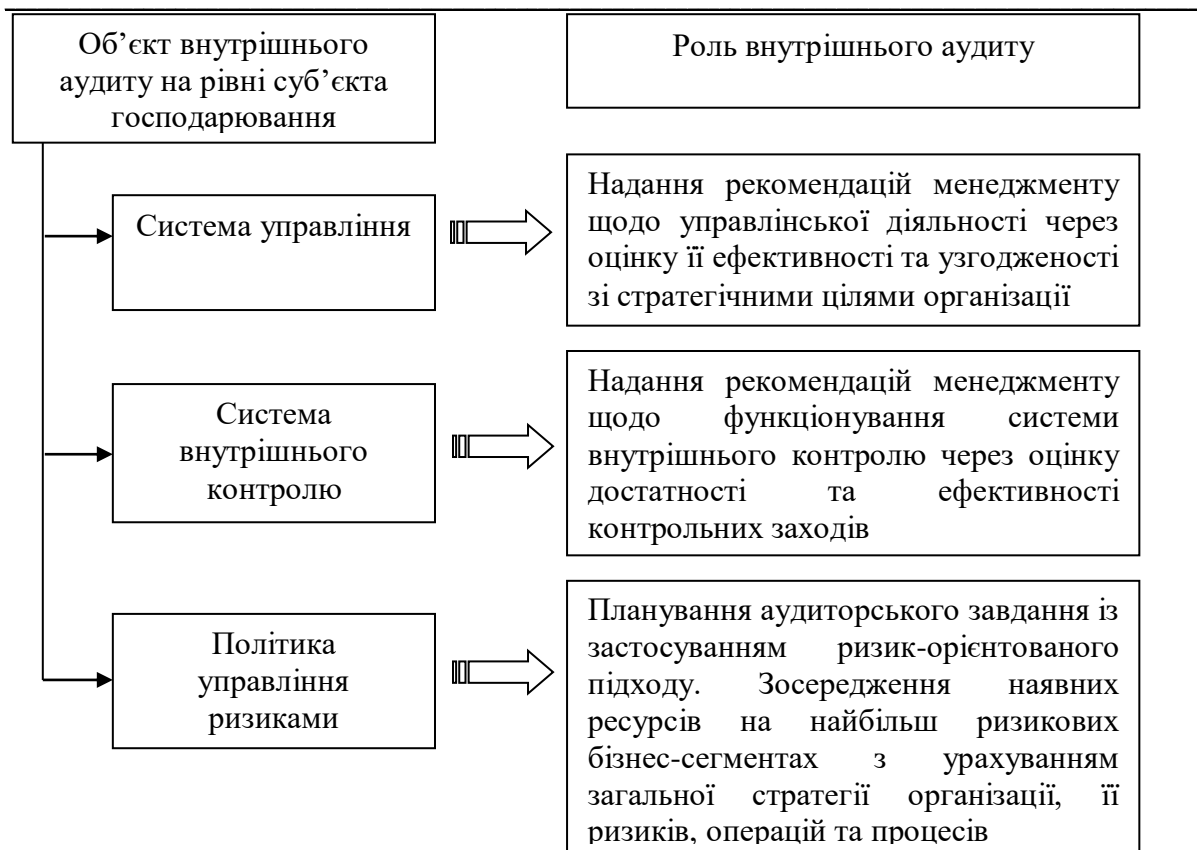 Об’єкт внутрішнього
аудиту на рівні суб’єкта
господарювання
Роль внутрішнього аудиту
Система управління
Надання рекомендацій менеджменту
щодо управлінської діяльності через
оцінку її ефективності та узгодженості
зі стратегічними цілями організації
Система
внутрішнього
контролю
Надання рекомендацій менеджменту
щодо функціонування системи
внутрішнього контролю через оцінку
достатності та ефективності
контрольних заходів
Політика
управління
ризиками
Планування аудиторського завдання із
застосуванням ризик-орієнтованого
підходу. Зосередження наявних
ресурсів на найбільш ризикових
бізнес-сегментах з урахуванням
загальної стратегії організації, її
ризиків, операцій та процесів